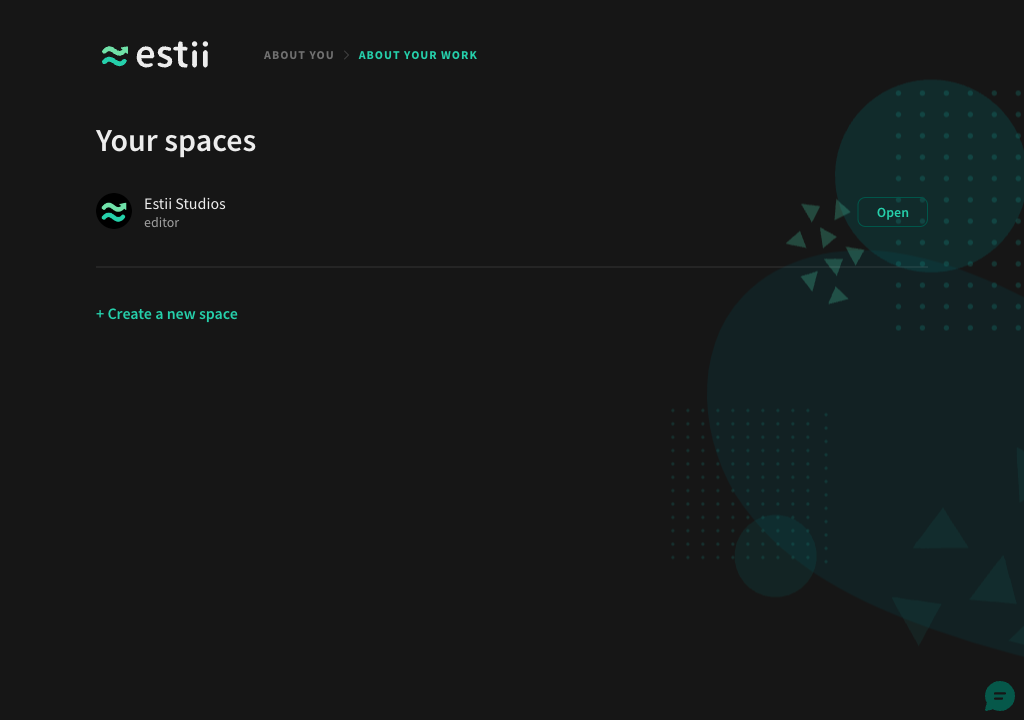 estii
ABOUT YOU
ABOUT YOUR WORK
Your spaces
Estii Studios
editor
Open
+ Create a new space